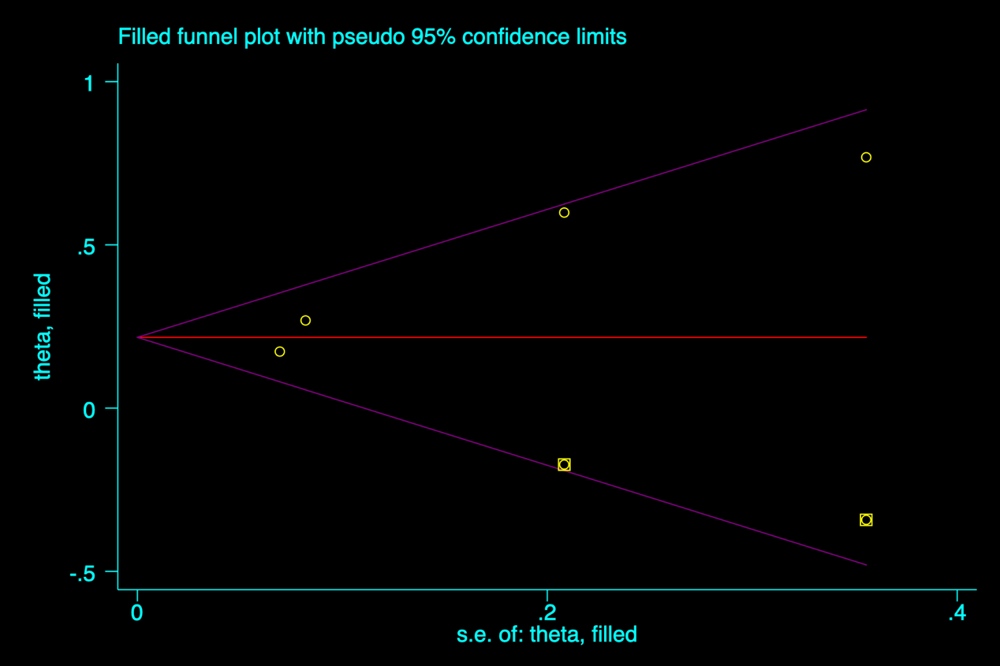 Filled funnel plot with pseudo 95% confidence limits
1
.5
0
-.5
theta, filled
0
.2
.4
s.e. of: theta, filled